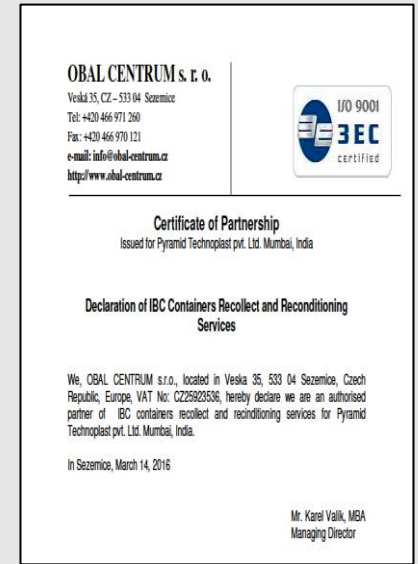 OBAL CENTRUM s. r. o.
Veská 35, CZ – 533 04 Sezemice
Tel: +420 466 971 260
Fax: +420 466 970 121
e-mail: info@obal-centrum.cz
http://www.obal-centrum.cz
ISO 9001
3EC
certified
Certificate of Partnership
Issued for Pyramid Technoplast pvt. Ltd. Mumbai, India
Declaration of IBC Containers Recollect and Reconditioning
Services
We, OBAL CENTRUM s.r.o., located in Veska 35, 533 04 Sezemice, Czech
Republic, Europe, VAT No: CZ25923536, hereby declare we are an authorised
partner of IBC containers recollect and recinditioning services for Pyramid
Technoplast pvt. Ltd. Mumbai, India.
In Sezemice, March 14, 2016
Mr. Karel Valik, MBA
Managing Director